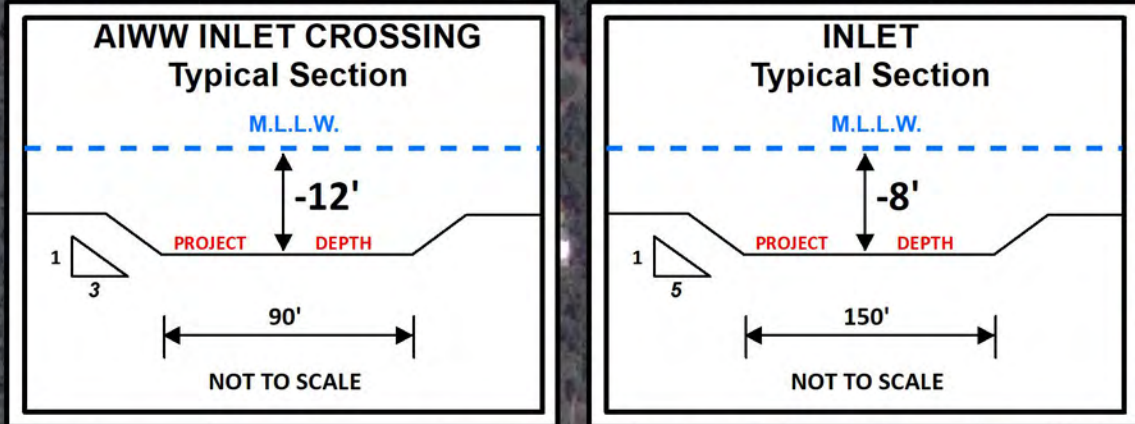 AIWW INLET CROSSING
Typical Section
M.L.L.W.
-12'
PROJECT DEPTH
1
3
90'
NOT TO SCALE
INLET
Typical Section
M.L.L.W.
-8'
PROJECT DEPTH
1
5
150'
NOT TO SCALE